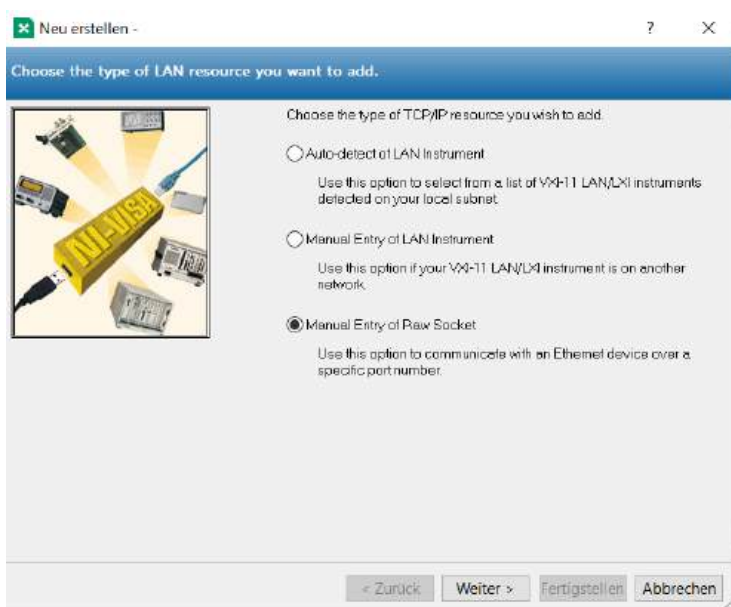 Neu erstellen -
?
Choose the type of LAN resource you want to add.
NI-VISA
Choose the type of TCP/IP resource you wish to add.
Auto-detect of LAN Instrument
Use this option to select from a list of VXI-11 LAN/LXI instruments
detected on your local subnet.
Manual Entry of LAN Instrument
Use this option if your VXI-11 LAN/LXI instrument is on another
network.
Manual Entry of Raw Socket
Use this option to communicate with an Ethernet device over a
specific port number.
< Zurück Weiter > Fertigstellen Abbrechen